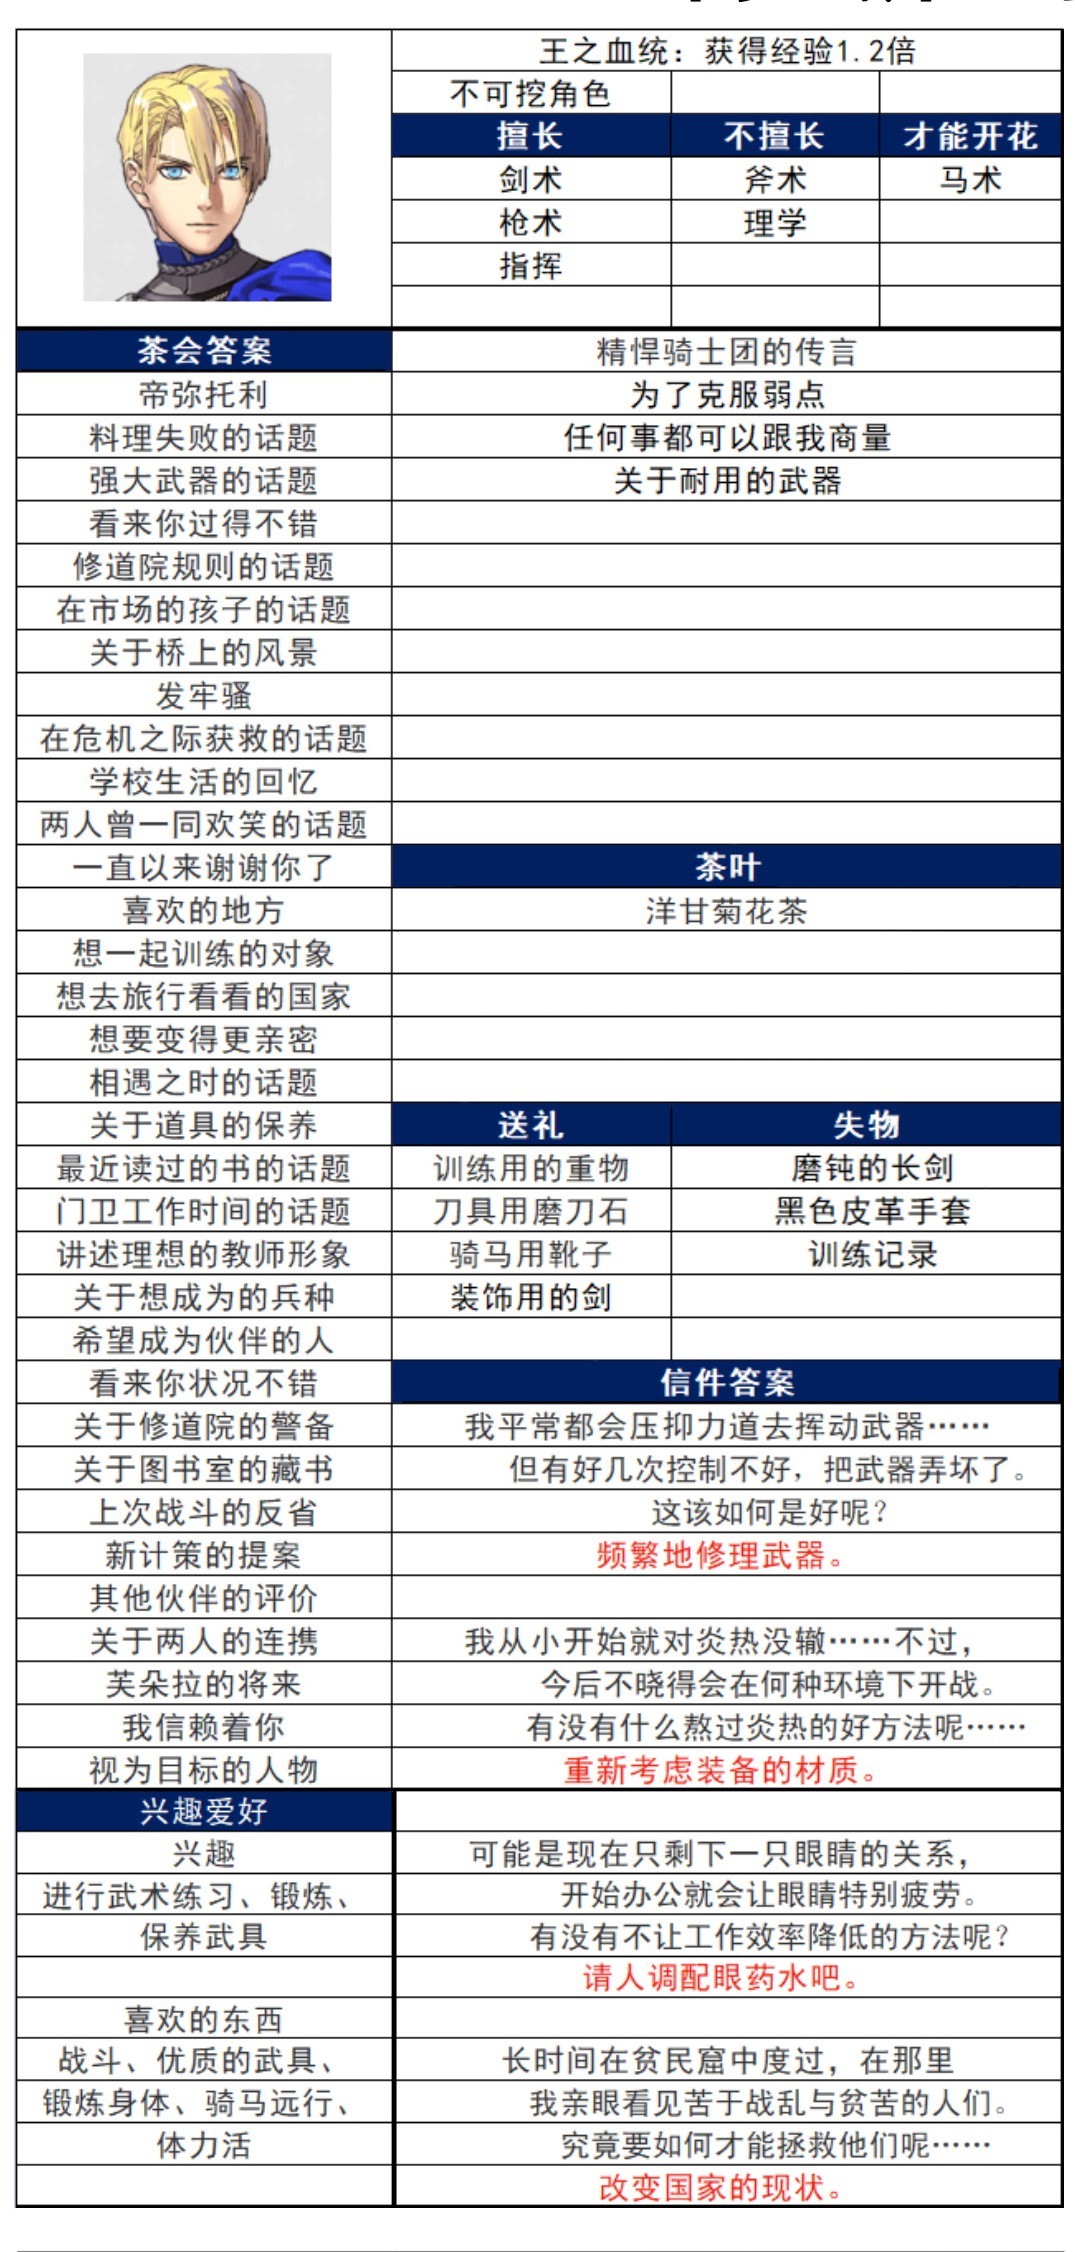 王之血统：获得经验1.2倍
不可挖角色
擅长 不擅长 才能开花
剑术 斧术 马术
枪术 理学
指挥
茶会答案 精悍骑士团的传言
帝弥托利 为了克服弱点
料理失败的话题 任何事都可以跟我商量
强大武器的话题 关于耐用的武器
看来你过得不错
修道院规则的话题
在市场的孩子的话题
关于桥上的风景
发牢骚
在危机之际获救的话题
学校生活的回忆
两人曾一同欢笑的话题
一直以来谢谢你了 茶叶
喜欢的地方 洋甘菊花茶
想一起训练的对象
想去旅行看看的国家
想要变得更亲密
相遇之时的话题
关于道具的保养 送礼 失物
最近读过的书的话题 训练用的重物 磨钝的长剑
门卫工作时间的话题 刀具用磨刀石 黑色皮革手套
讲述理想的教师形象 骑马用靴子 训练记录
关于想成为的兵种 装饰用的剑
希望成为伙伴的人
看来你状况不错 信件答案
关于修道院的警备 我平常都会压抑力道去挥动武器……
关于图书室的藏书 但有好几次控制不好，把武器弄坏了。
上次战斗的反省 这该如何是好呢？
新计策的提案 频繁地修理武器。
其他伙伴的评价
关于两人的连携 我从小开始就对炎热没辙……不过，
芙朵拉的将来 今后不晓得会在何种环境下开战。
我信赖着你 有没有什么熬过炎热的好方法呢……
视为目标的人物 重新考虑装备的材质。
兴趣爱好
兴趣 可能是现在只剩下一只眼睛的关系，
进行武术练习、锻炼、 开始办公就会让眼睛特别疲劳。
保养武具 有没有不让工作效率降低的方法呢？
请人调配眼药水吧。
喜欢的东西
战斗、优质的武具、 长时间在贫民窟中度过，在那里
锻炼身体、骑马远行、 我亲眼看见苦于战乱与贫苦的人们。
体力活 究竟要如何才能拯救他们呢……
改变国家的现状。